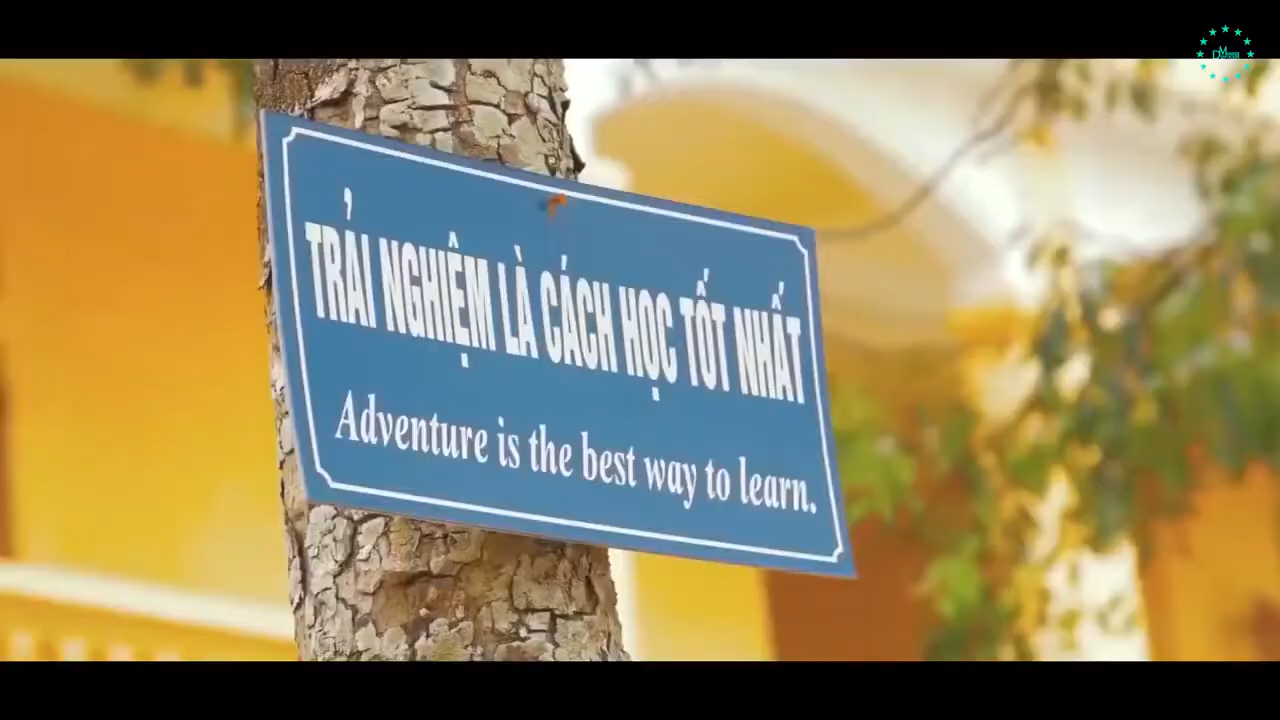 TRẢI NGHIỆM LÀ CÁCH HỌC TỐT NHẤT
Adventure is the best way to learn.